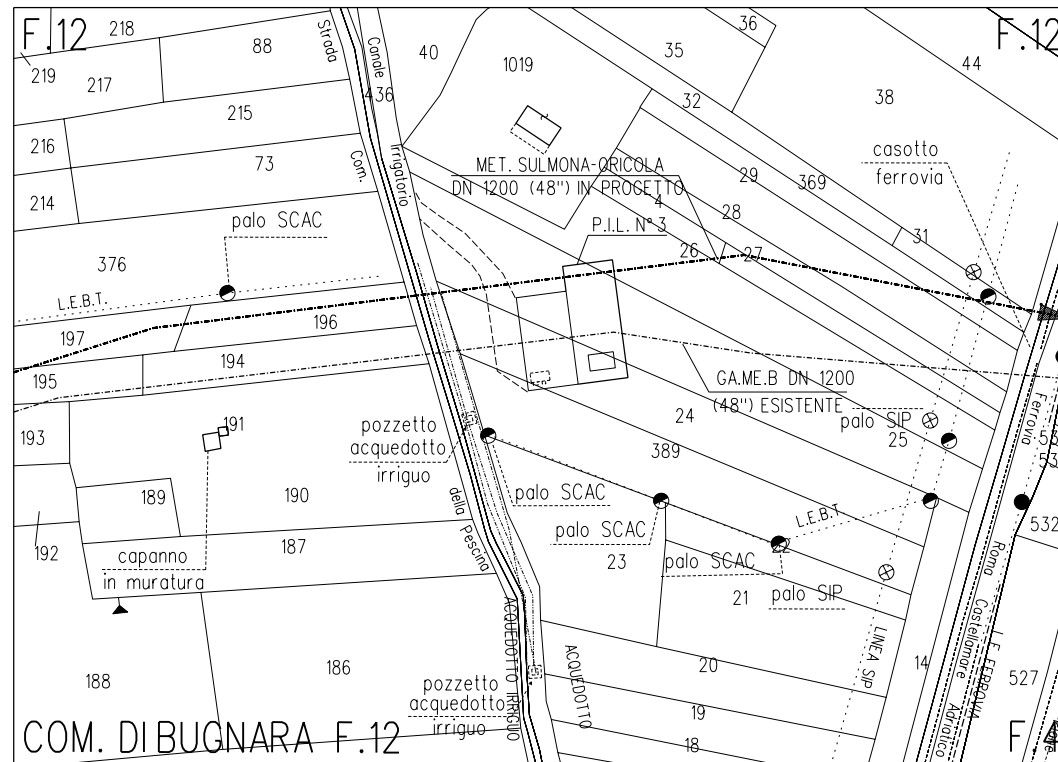 F.12
218
88
219
217
215
216
73
214
Strada
Com.
Canale
436
Irrigatorio
40
1019
35
36
F.12
44
38
32
casotto
ferrovia
MET. SULMONA-ORICOLA
DN 1200 (48") IN PROGETTO
29
369
4
28
31
P.I.L. N°3
26
27
palo SCAC
376
L.E.B.T.
197
196
194
195
GA.ME.B DN 1200
(48") ESISTENTE
24
palo SIP
25
193
191
pozzetto
acquedotto
irriguo
389
189
190
palo SCAC
L.E.B.T.
palo SCAC
22
192
187
capanno
in muratura
della Pescina
23
palo SCAC
21
palo SIP
Ferrovia
532
Roma
Castellamare
Adriatico
L.E. FERROVIA
LINEA SIP
14
20
527
188
186
ACQUEDOTTO IRRIGUO
ACQUEDOTTO
pozzetto
acquedotto
irriguo
19
18
COM. DI BUGNARA F.12